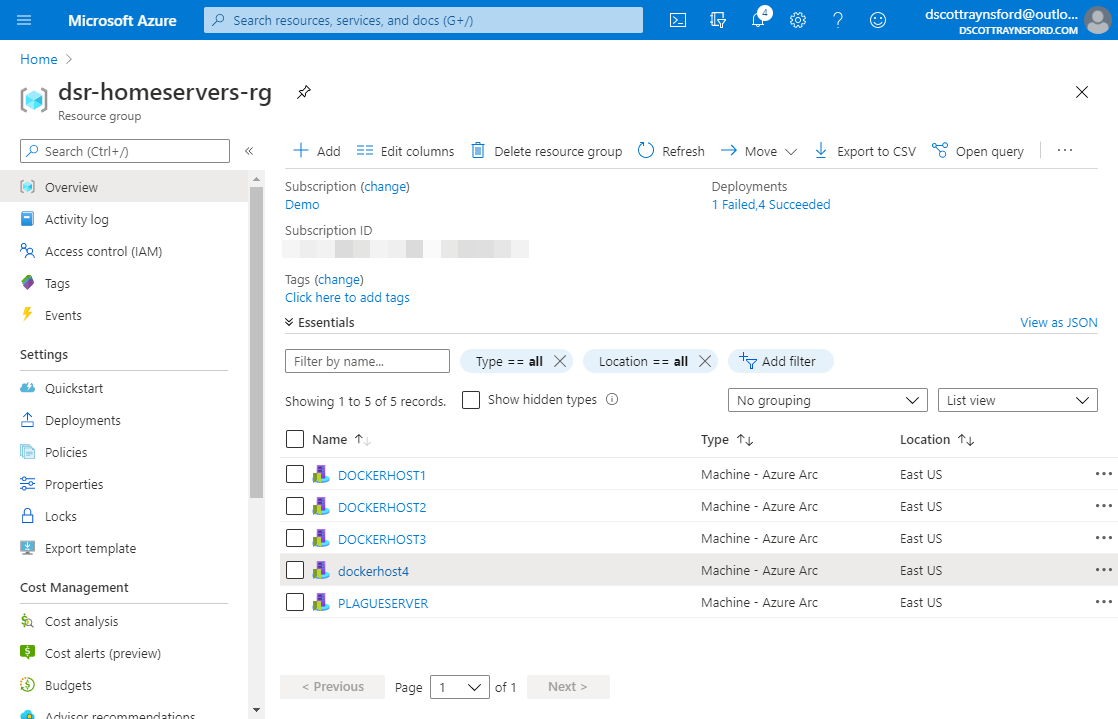 Microsoft Azure
Search resources, services, and docs (G+/)
4
dscottraynsford@outlo...
DSCOTTRAYNSFORD.COM
Home
dsr-homeservers-rg
Resource group
Search (Ctrl+/)
Overview
Activity log
Access control (IAM)
Tags
Events
Settings
Quickstart
Deployments
Policies
Properties
Locks
Export template
Cost Management
Cost analysis
Cost alerts (preview)
Budgets
Advisor recommendations
Add
Edit columns
Delete resource group
Refresh
Move
Export to CSV
Open query
Subscription (change)
Demo
Deployments
1 Failed,4 Succeeded
Subscription ID
Tags (change)
Click here to add tags
Essentials
View as JSON
Filter by name...
Type == all
Location == all
Add filter
Showing 1 to 5 of 5 records.
Show hidden types
No grouping
List view
Name Type Location
DOCKERHOST1 Machine - Azure Arc East US
DOCKERHOST2 Machine - Azure Arc East US
DOCKERHOST3 Machine - Azure Arc East US
dockerhost4 Machine - Azure Arc East US
PLAGUESERVER Machine - Azure Arc East US
< Previous
Page 1 of 1
Next >